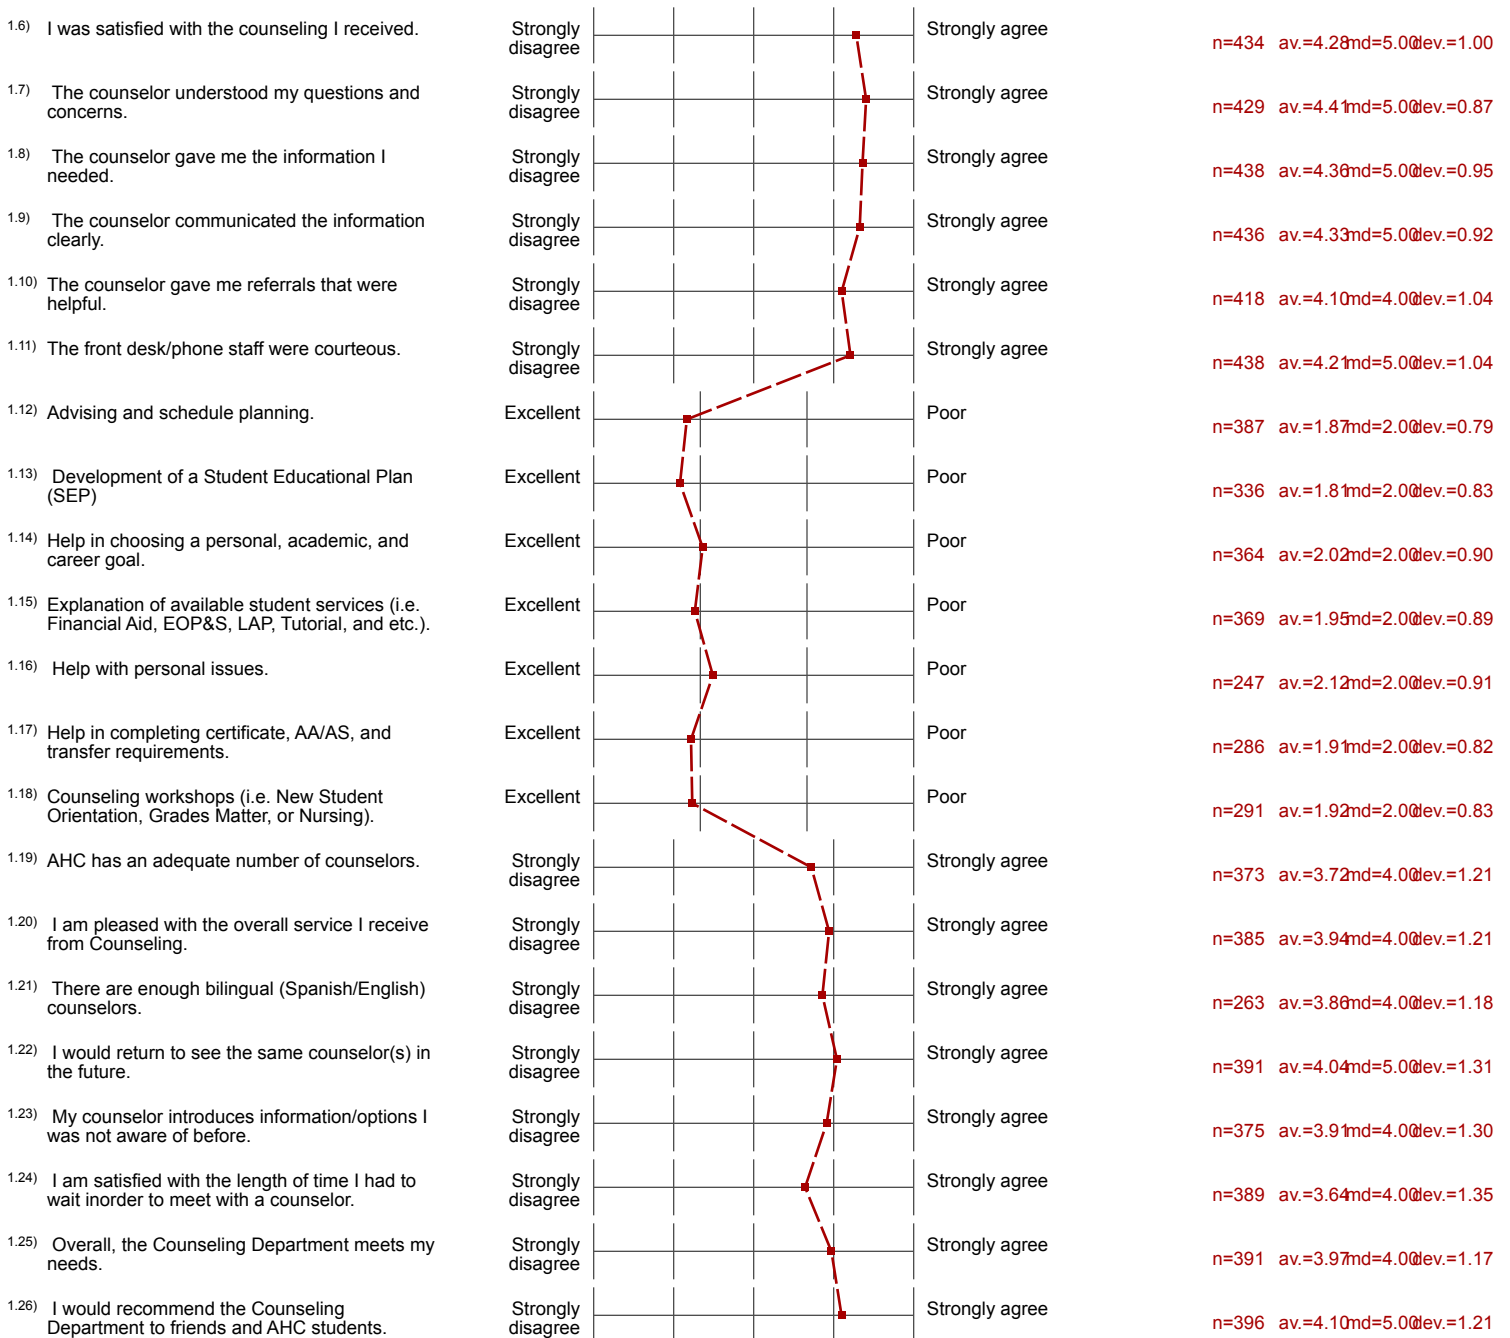 1.6) I was satisfied with the counseling I received. Strongly disagree Strongly agree n=434 av.=4.28 md=5.00 dev.=1.00
1.7) The counselor understood my questions and
concerns. Strongly disagree Strongly agree n=429 av.=4.41 md=5.00 dev.=0.87
1.8) The counselor gave me the information I
needed. Strongly disagree Strongly agree n=438 av.=4.36 md=5.00 dev.=0.95
1.9) The counselor communicated the information
clearly. Strongly disagree Strongly agree n=436 av.=4.33 md=5.00 dev.=0.92
1.10) The counselor gave me referrals that were
helpful. Strongly disagree Strongly agree n=418 av.=4.10 md=4.00 dev.=1.04
1.11) The front desk/phone staff were courteous. Strongly disagree Strongly agree n=438 av.=4.21 md=5.00 dev.=1.04
1.12) Advising and schedule planning. Excellent Poor n=387 av.=1.87 md=2.00 dev.=0.79
1.13) Development of a Student Educational Plan
(SEP) Excellent Poor n=336 av.=1.81 md=2.00 dev.=0.83
1.14) Help in choosing a personal, academic, and
career goal. Excellent Poor n=364 av.=2.02 md=2.00 dev.=0.90
1.15) Explanation of available student services (i.e.
Financial Aid, EOP&S, LAP, Tutorial, and etc.). Excellent Poor n=369 av.=1.95 md=2.00 dev.=0.89
1.16) Help with personal issues. Excellent Poor n=247 av.=2.12 md=2.00 dev.=0.91
1.17) Help in completing certificate, AA/AS, and
transfer requirements. Excellent Poor n=286 av.=1.91 md=2.00 dev.=0.82
1.18) Counseling workshops (i.e. New Student
Orientation, Grades Matter, or Nursing). Excellent Poor n=291 av.=1.92 md=2.00 dev.=0.83
1.19) AHC has an adequate number of counselors. Strongly disagree Strongly agree n=373 av.=3.72 md=4.00 dev.=1.21
1.20) I am pleased with the overall service I receive
from Counseling. Strongly disagree Strongly agree n=385 av.=3.94 md=4.00 dev.=1.21
1.21) There are enough bilingual (Spanish/English)
counselors. Strongly disagree Strongly agree n=263 av.=3.86 md=4.00 dev.=1.18
1.22) I would return to see the same counselor(s) in
the future. Strongly disagree Strongly agree n=391 av.=4.04 md=5.00 dev.=1.31
1.23) My counselor introduces information/options I
was not aware of before. Strongly disagree Strongly agree n=375 av.=3.91 md=4.00 dev.=1.30
1.24) I am satisfied with the length of time I had to
wait inorder to meet with a counselor. Strongly disagree Strongly agree n=389 av.=3.64 md=4.00 dev.=1.35
1.25) Overall, the Counseling Department meets my
needs. Strongly disagree Strongly agree n=391 av.=3.97 md=4.00 dev.=1.17
1.26) I would recommend the Counseling
Department to friends and AHC students. Strongly disagree Strongly agree n=396 av.=4.10 md=5.00 dev.=1.21